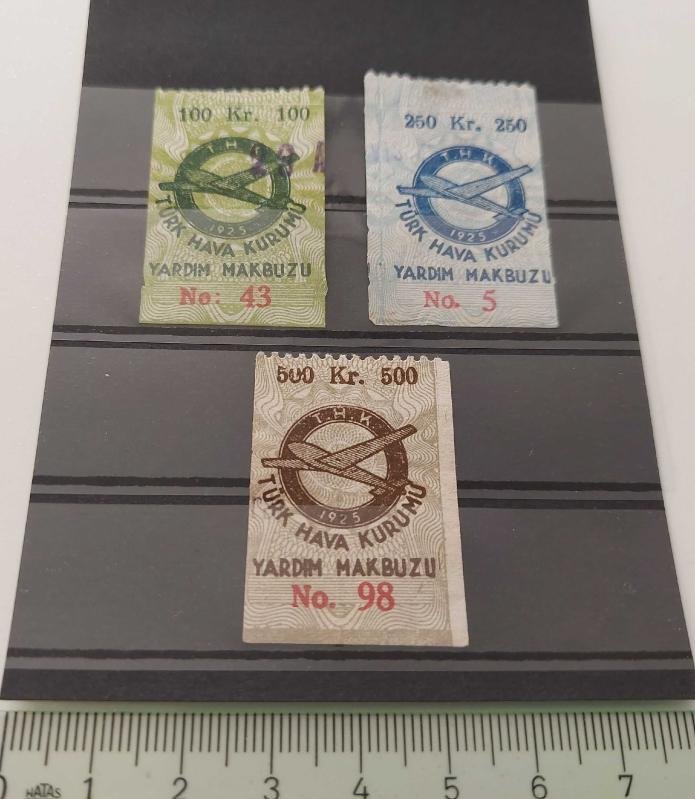 100 Kr. 100
T.H.K
1925
TÜRK HAVA KURUMU
YARDIM MAKBUZU
No: 43
250 Kr. 250
T.H.K
1925
TÜRK HAVA KURUMU
YARDIM MAKBUZU
No. 5
500 Kr. 500
T.H.K
1925
TÜRK HAVA KURUMU
YARDIM MAKBUZU
No. 98
0 HATAS 1 2 3 4 5 6 7